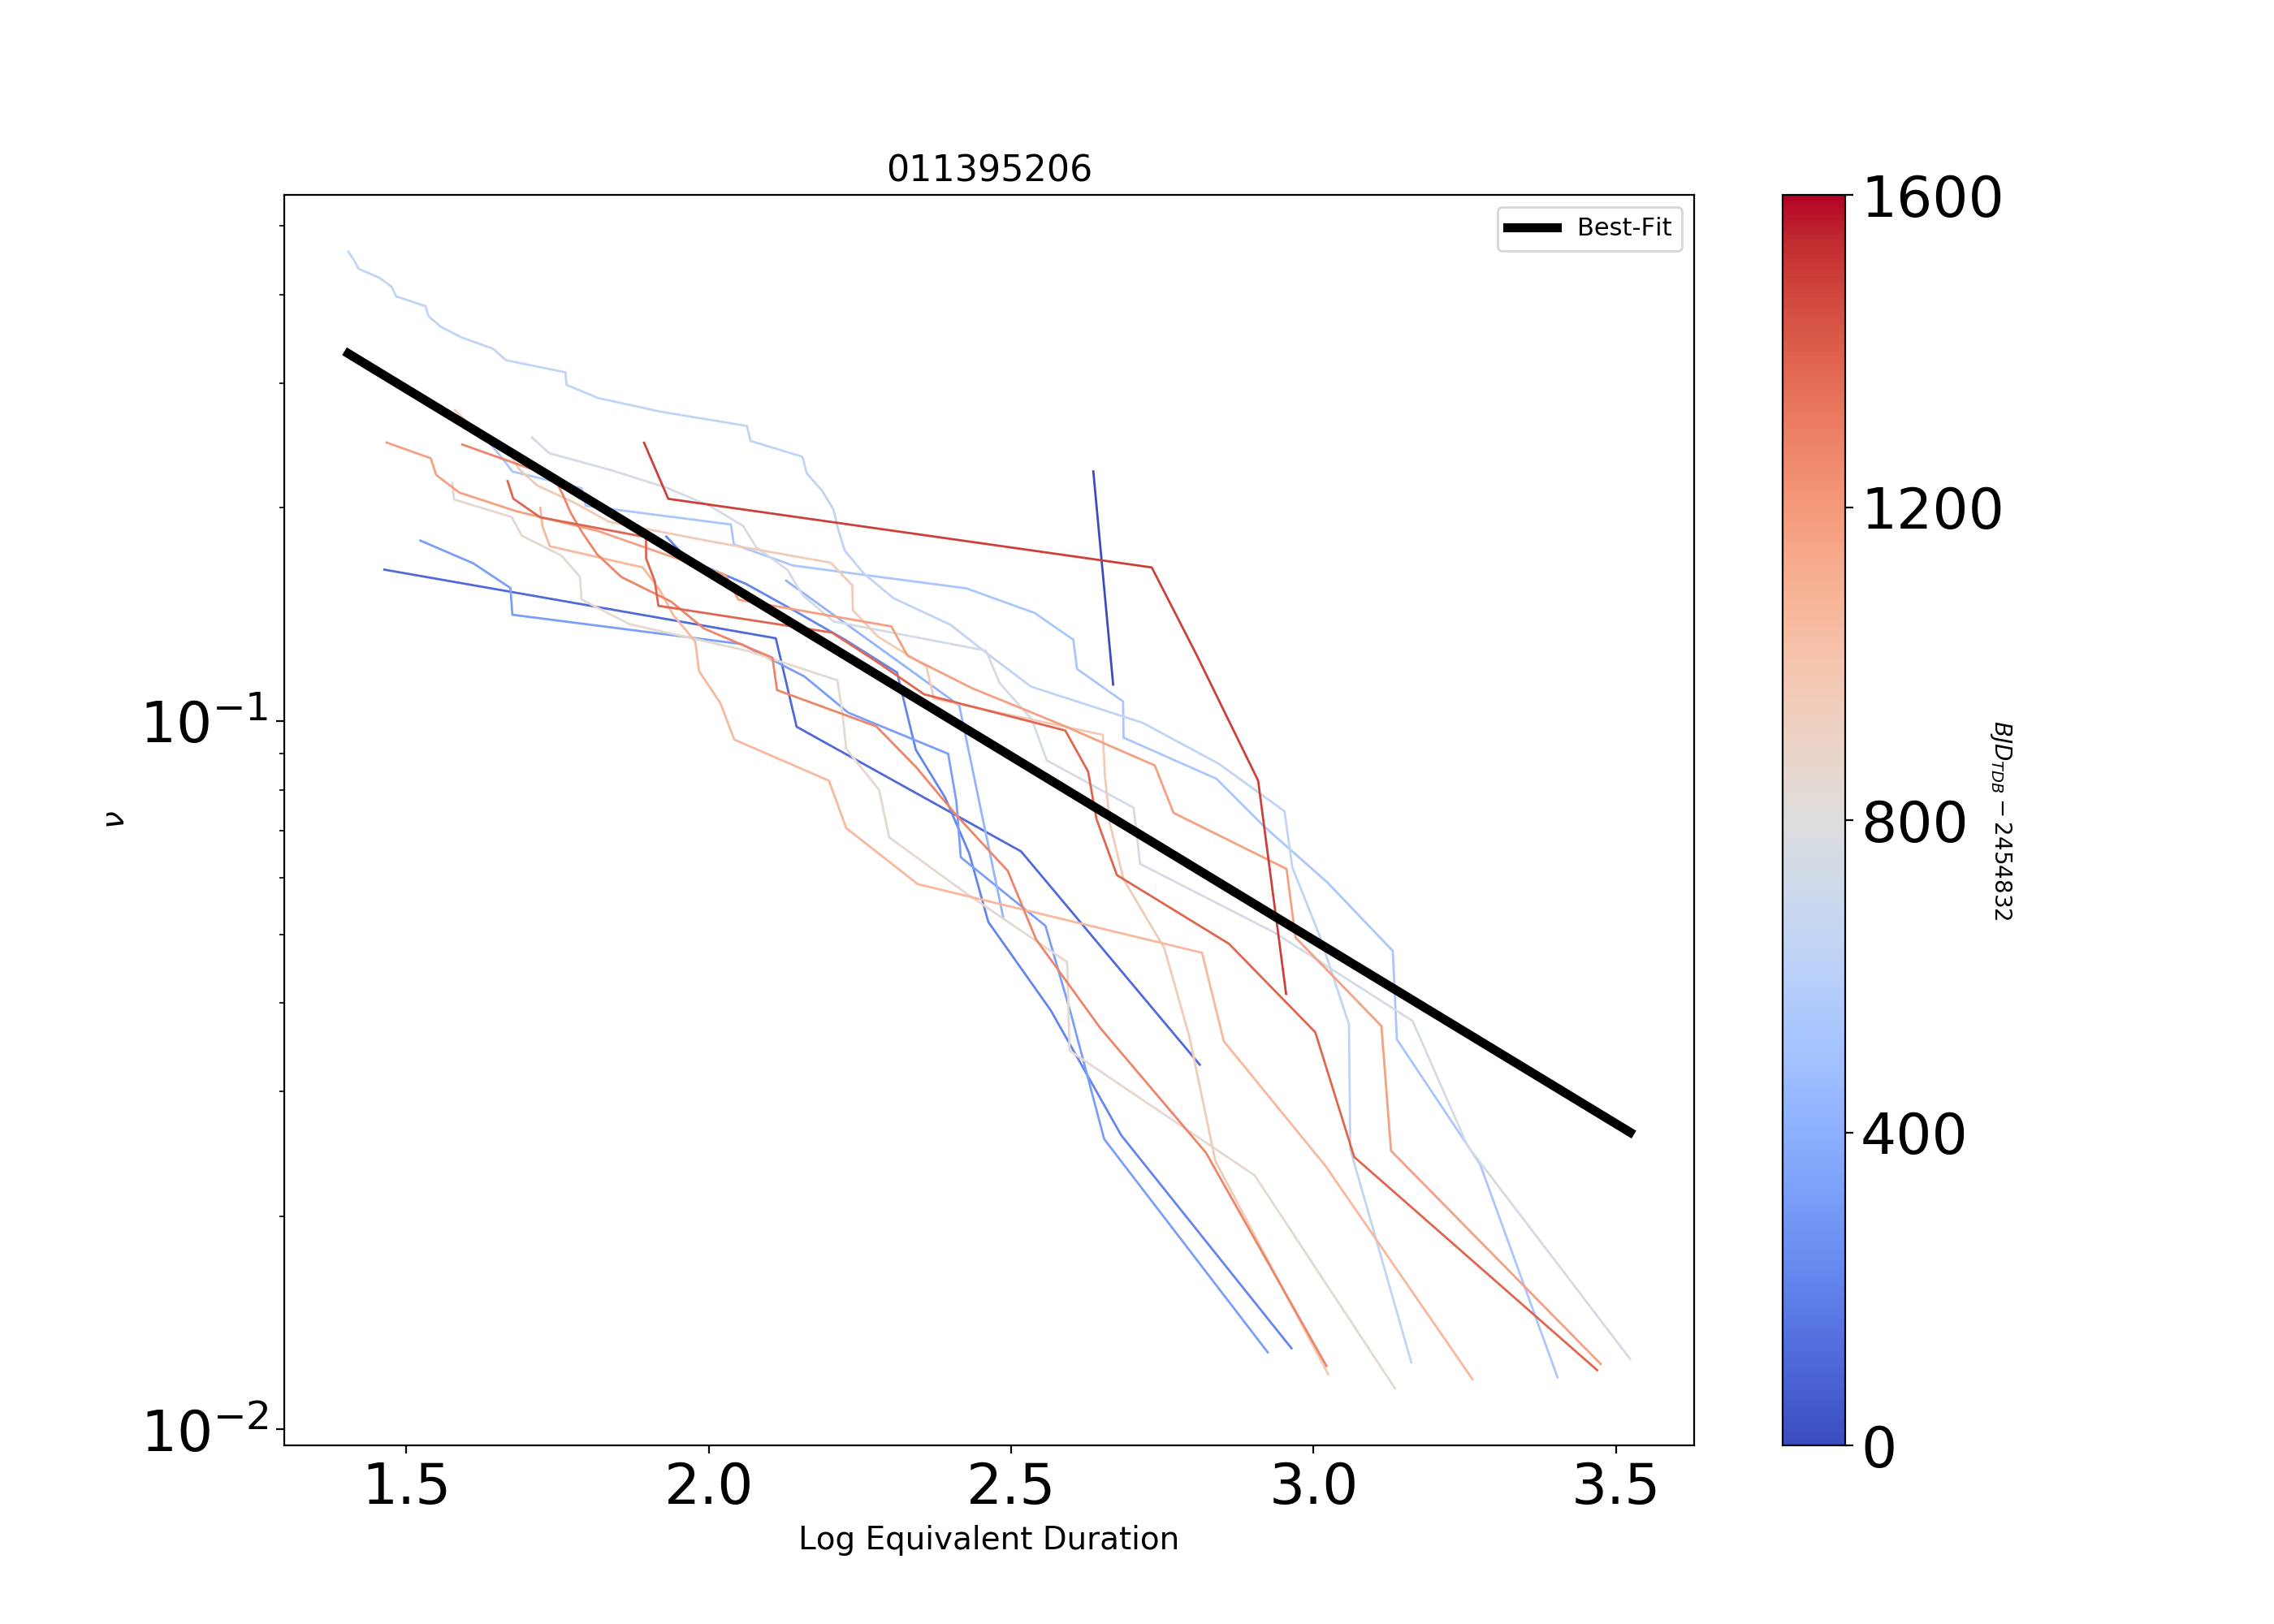 011395206
Best-Fit
10⁻¹
10⁻²
ν
1.5 2.0 2.5 3.0 3.5
Log Equivalent Duration
1600
1200
800
400
0
BJD_TDB − 2454832